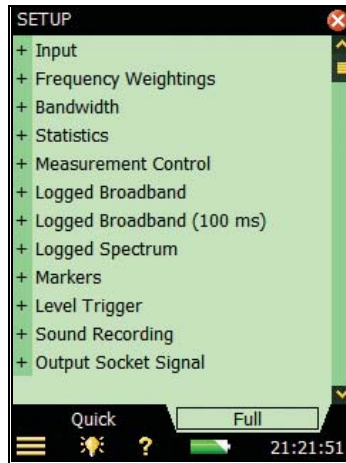 SETUP
+ Input
+ Frequency Weightings
+ Bandwidth
+ Statistics
+ Measurement Control
+ Logged Broadband
+ Logged Broadband (100 ms)
+ Logged Spectrum
+ Markers
+ Level Trigger
+ Sound Recording
+ Output Socket Signal
Quick Full
? 21:21:51